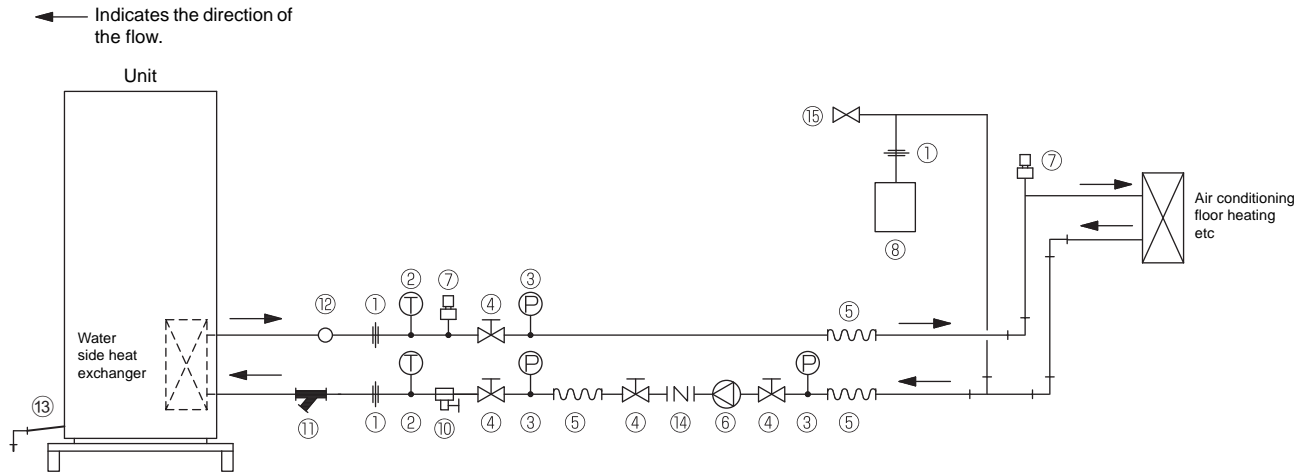 Indicates the direction of
the flow.
Unit
⑮
①
⑦
Air conditioning
floor heating
etc
⑧
② ⑦ ③
T P
⑫ ① ④ ⑤
Water
side heat
exchanger
T P P
⑬
⑪ ① ② ⑩ ④ ③ ⑤ ④ ⑭ ⑥ ④ ③ ⑤